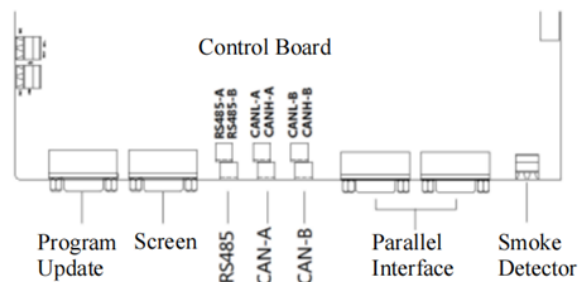 Control Board
RS485-A
RS485-B
CANL-A
CANH-A
CANL-B
CANH-B
Program
Update
Screen
RS485
CAN-A
CAN-B
Parallel
Interface
Smoke
Detector